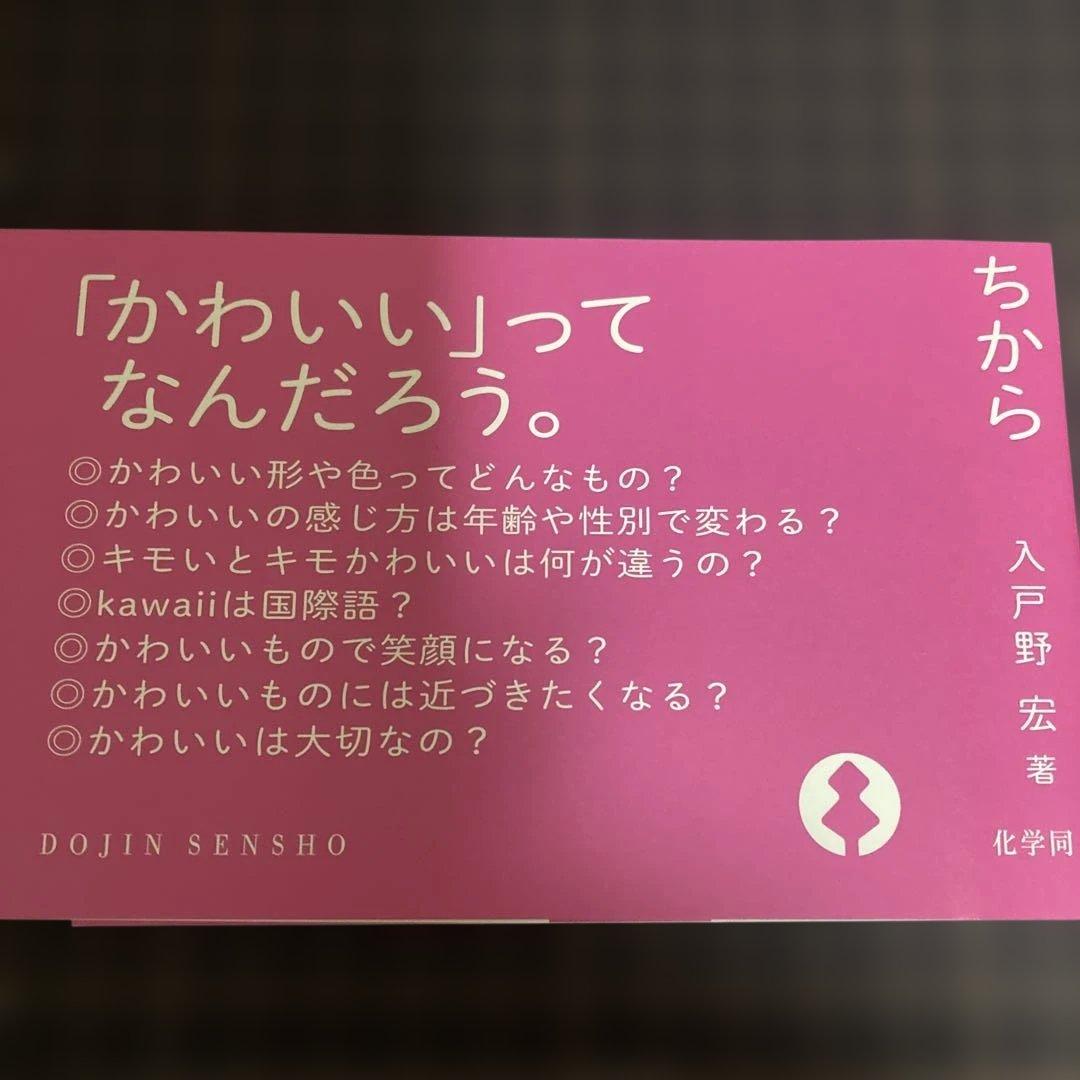 「かわいい」って
なんだろう。
◎かわいい形や色ってどんなもの？
◎かわいいの感じ方は年齢や性別で変わる？
◎キモいとキモかわいいは何が違うの？
◎kawaiiは国際語？
◎かわいいもので笑顔になる？
◎かわいいものには近づきたくなる？
◎かわいいは大切なの？
DOJIN SENSHO
ちから
入戸野 宏 著
化学同